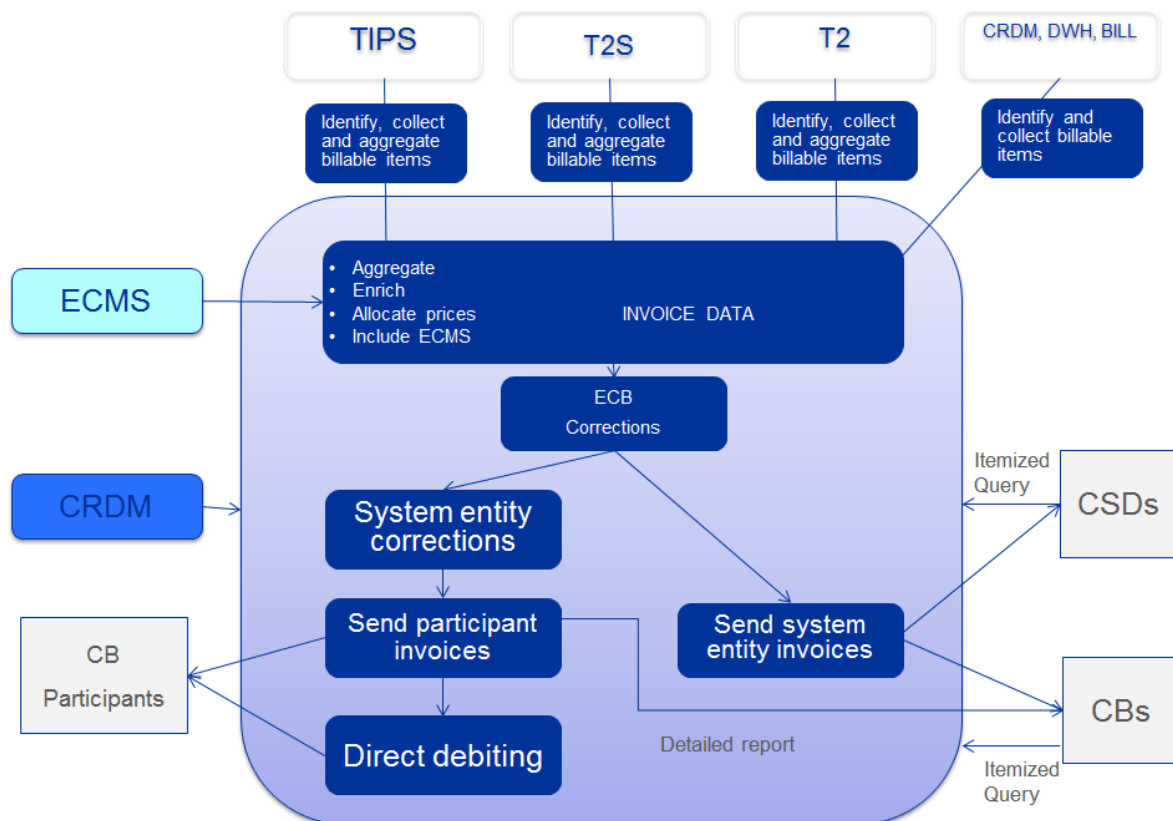 TIPS
T2S
T2
CRDM, DWH, BILL
Identify, collect
and aggregate
billable items
Identify, collect
and aggregate
billable items
Identify, collect
and aggregate
billable items
Identify and
collect billable
items
• Aggregate
• Enrich
• Allocate prices
• Include ECMS
INVOICE DATA
ECMS
ECB
Corrections
CRDM
System entity
corrections
Itemized
Query
CSDs
Send participant
invoices
Send system
entity invoices
CB
Participants
CBs
Direct debiting
Detailed report
Itemized
Query